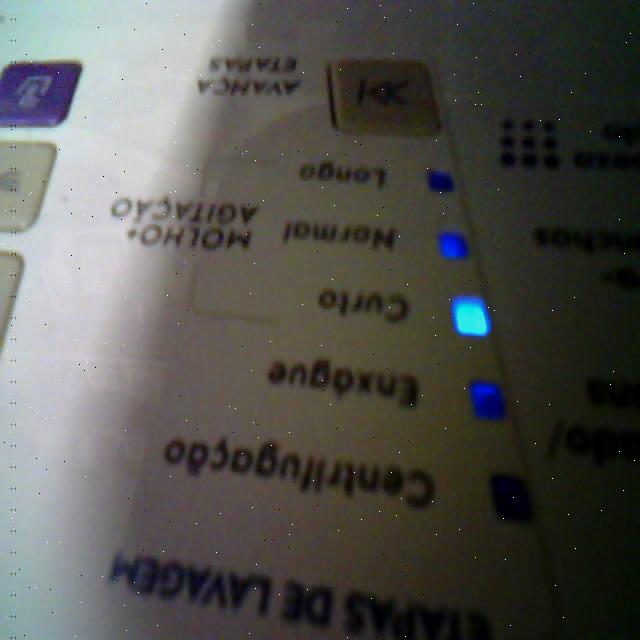 ETAPAS DE LAVAGEM
Centrifugação
Enxágue
Curto
Normal
Longo
MOLHO+
AGITAÇÃO
AVANÇA
ETAPAS